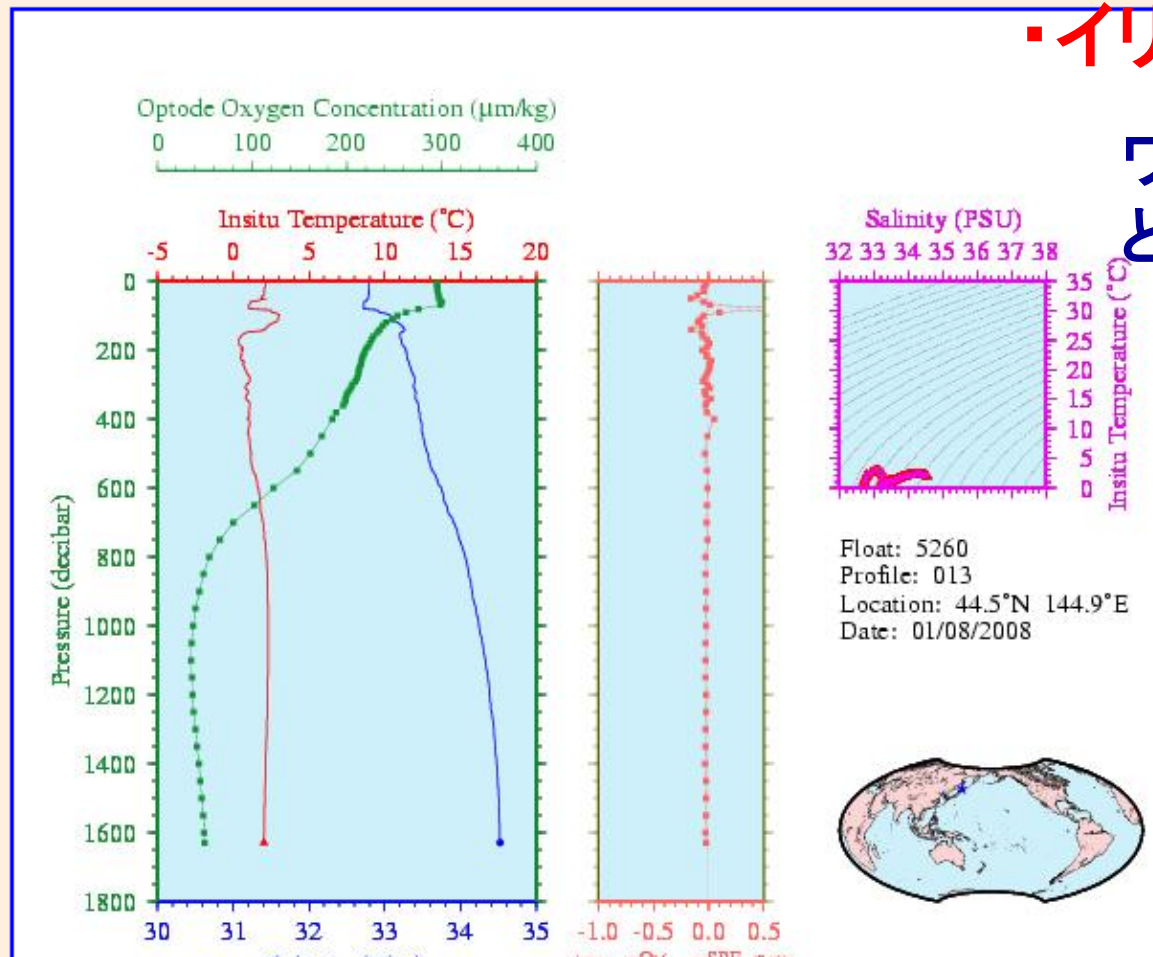 ・イリ
Optode Oxygen Concentration (μm/kg)
0 100 200 300 400
Insitu Temperature (°C)
-5 0 5 10 15 20
Salinity (PSU)
32 33 34 35 36 37 38
と
0
200
400
600
800
1000
1200
1400
1600
1800
Pressure (decibar)
30 31 32 33 34 35
-1.0 -0.5 0.0 0.5
35
30
25
20
15
10
5
0
Insitu Temperature (°C)
Float: 5260
Profile: 013
Location: 44.5°N 144.9°E
Date: 01/08/2008